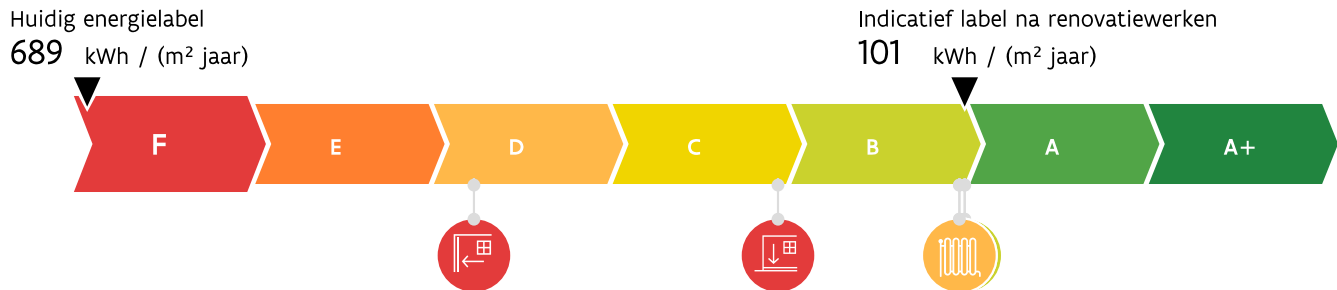 Huidig energielabel
689 kWh / (m² jaar)
Indicatief label na renovatiewerken
101 kWh / (m² jaar)
F E D C B A A+